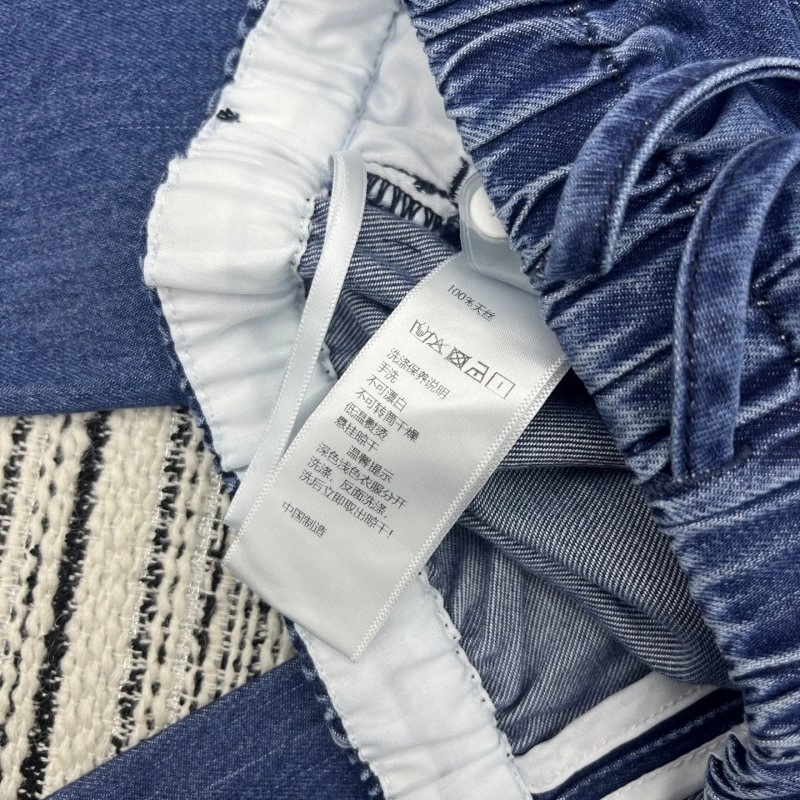 100%天丝
洗涤保养说明
手洗
不可漂白
不可转筒干燥
低温熨烫
悬挂晾干
温馨提示
深色浅色衣服分开
洗涤，反面洗涤，
洗后立即取出晾干！
中国制造